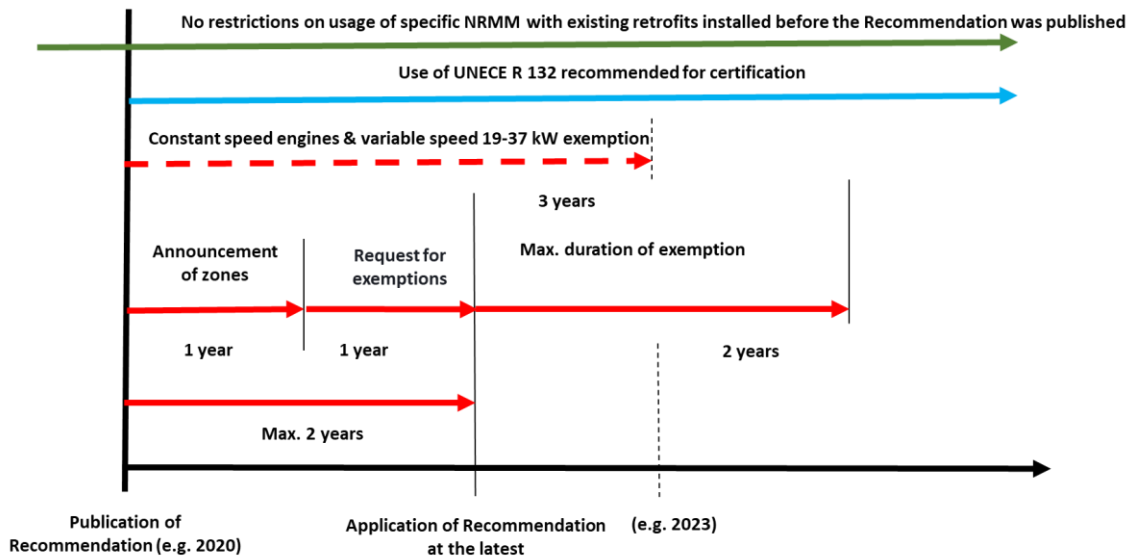 No restrictions on usage of specific NRMM with existing retrofits installed before the Recommendation was published
Use of UNECE R 132 recommended for certification
Constant speed engines & variable speed 19-37 kW exemption
3 years
Announcement
of zones
Request for
exemptions
Max. duration of exemption
1 year
1 year
2 years
Max. 2 years
Publication of
Recommendation (e.g. 2020)
Application of Recommendation
at the latest
(e.g. 2023)